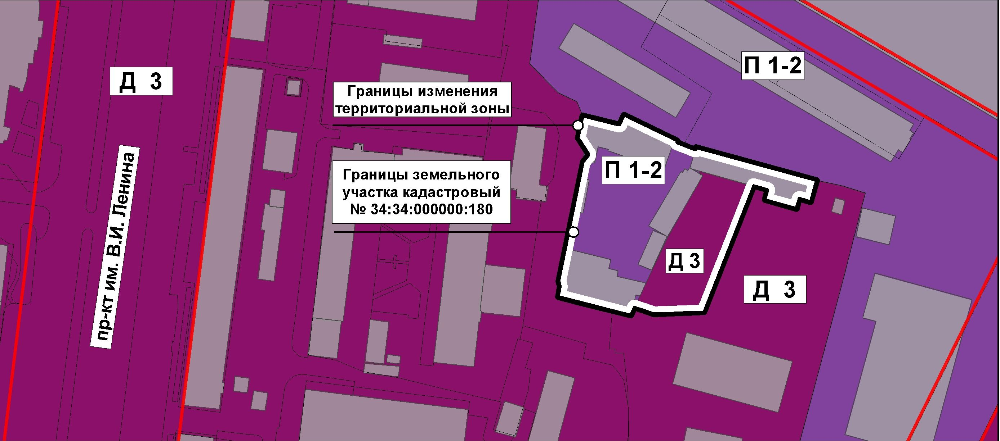 П 1-2
Д 3
Границы изменения
территориальной зоны
пр-кт им. В.И. Ленина
Границы земельного
участка кадастровый
№ 34:34:000000:180
П 1-2
Д 3
Д 3